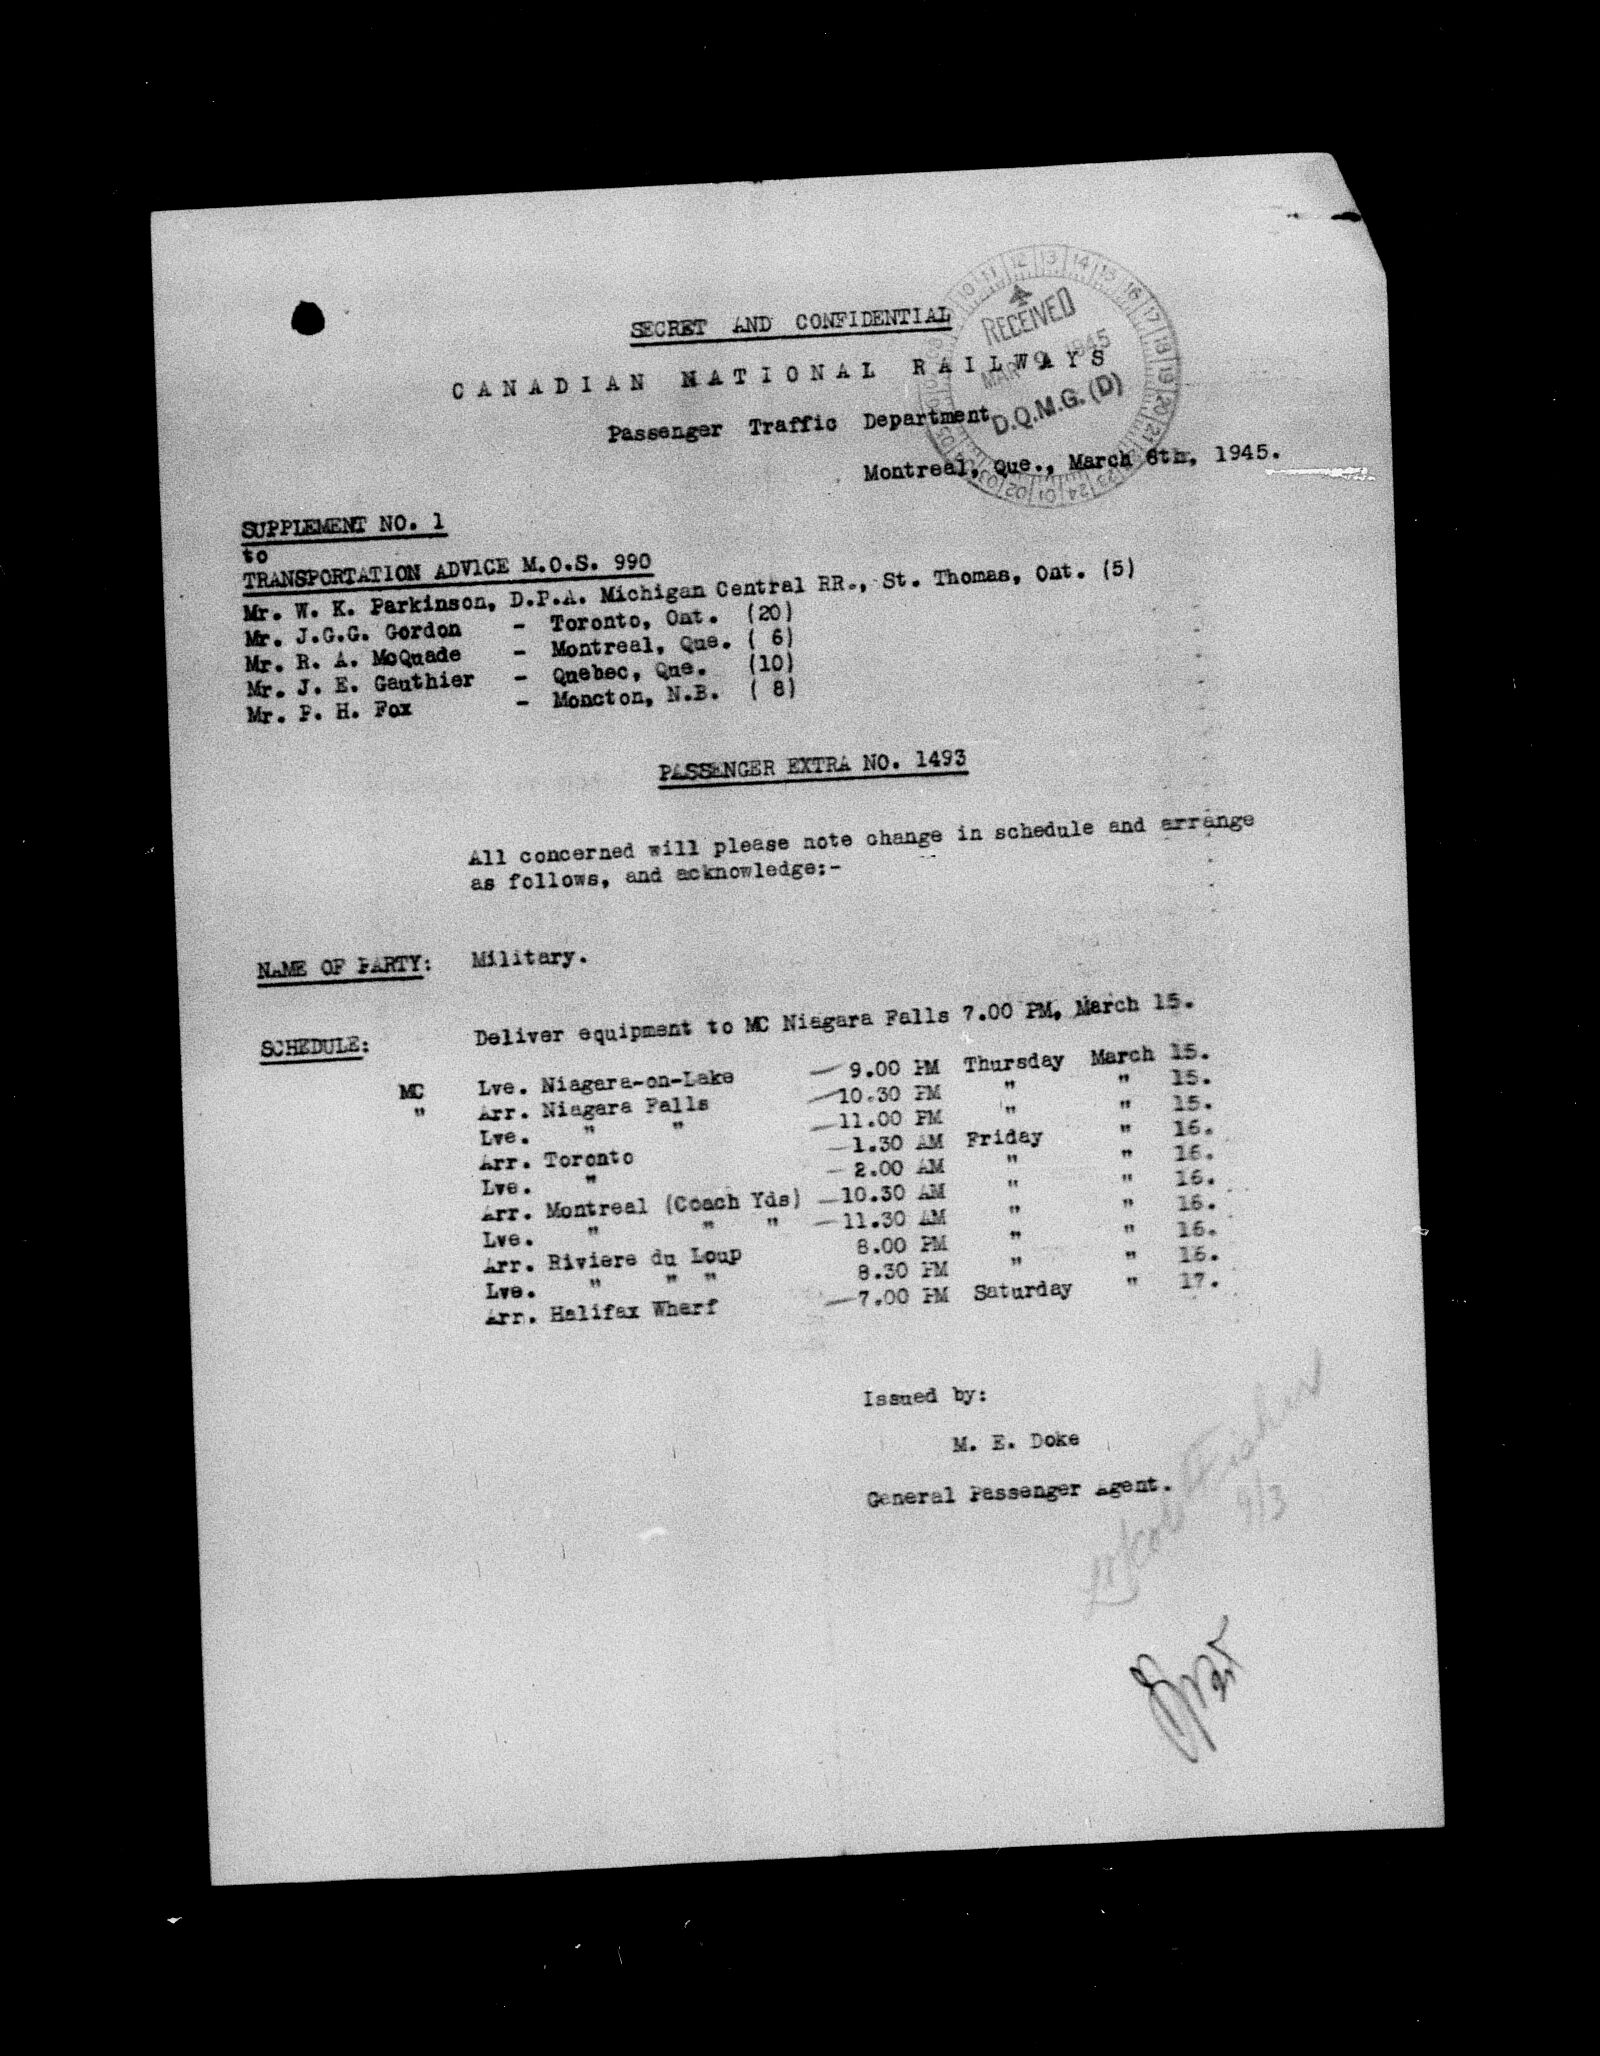 SECRET AND CONFIDENTIAL
CANADIAN NATIONAL RAILWAYS
RECEIVED
MAR 9 1945
D.Q.M.G. (D)
Passenger Traffic Department
Montreal, Que., March 6th, 1945.
SUPPLEMENT NO. 1
to
TRANSPORTATION ADVICE M.O.S. 990
Mr. W. K. Parkinson, D.P.A. Michigan Central RR., St. Thomas, Ont. (5)
Mr. J.G.G. Gordon - Toronto, Ont. (20)
Mr. R. A. McQuade - Montreal, Que. ( 6)
Mr. J. E. Gauthier - Quebec, Que. (10)
Mr. P. H. Fox - Moncton, N.B. ( 8)
PASSENGER EXTRA NO. 1493
All concerned will please note change in schedule and arrange
as follows, and acknowledge:-
NAME OF PARTY: Military.
SCHEDULE: Deliver equipment to MC Niagara Falls 7.00 PM, March 15.
MC Lve. Niagara-on-Lake — 9.00 PM Thursday March 15.
" Arr. Niagara Falls —10.30 PM " " 15.
Lve. " " —11.00 PM " " 15.
Arr. Toronto —1.30 AM Friday " 16.
Lve. " — 2.00 AM " " 16.
Arr. Montreal (Coach Yds) —10.30 AM " " 16.
Lve. " " " —11.30 AM " " 16.
Arr. Riviere du Loup 8.00 PM " " 16.
Lve. " " " 8.30 PM " " 16.
Arr. Halifax Wharf —7.00 PM Saturday " 17.
Issued by:
M. E. Doke
General Passenger Agent.
9/3